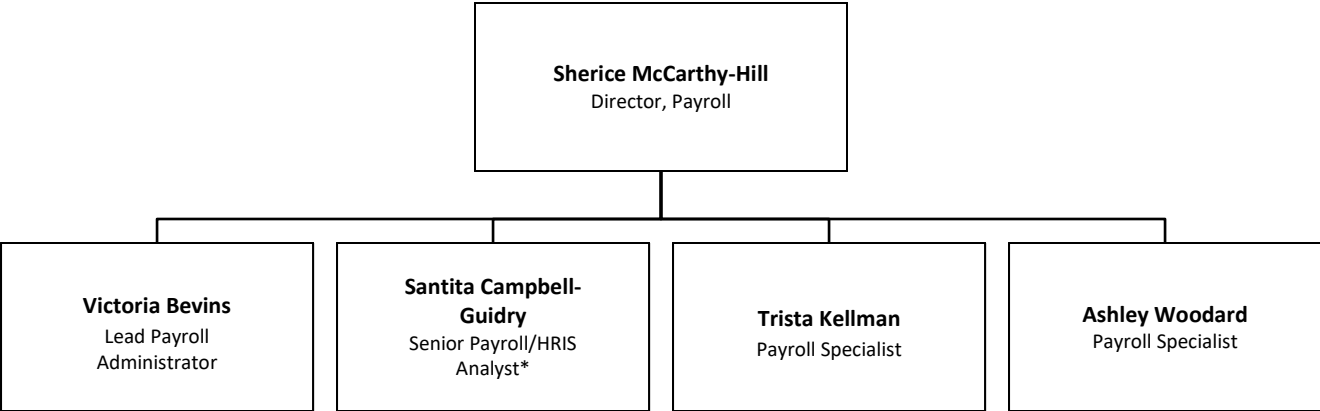 Sherice McCarthy-Hill
Director, Payroll
Victoria Bevins
Lead Payroll
Administrator
Santita Campbell-
Guidry
Senior Payroll/HRIS
Analyst*
Trista Kellman
Payroll Specialist
Ashley Woodard
Payroll Specialist